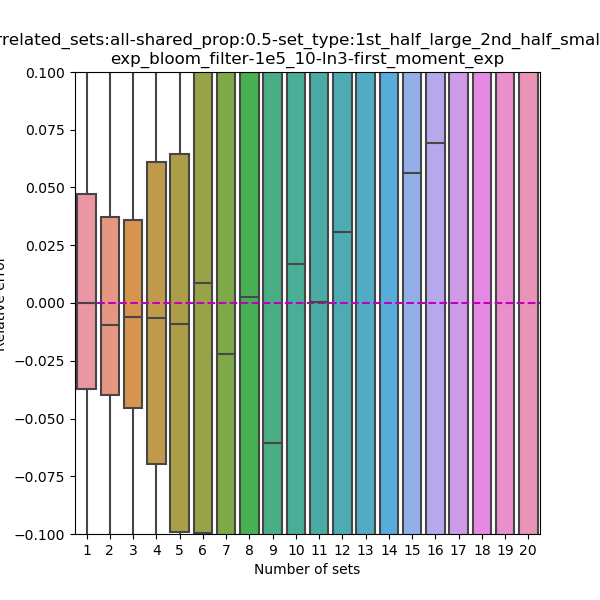 rrelated_sets:all-shared_prop:0.5-set_type:1st_half_large_2nd_half_smal
exp_bloom_filter-1e5_10-ln3-first_moment_exp
0.100
0.075
0.050
0.025
0.000
−0.025
−0.050
−0.075
−0.100
Relative error
1 2 3 4 5 6 7 8 9 10 11 12 13 14 15 16 17 18 19 20
Number of sets